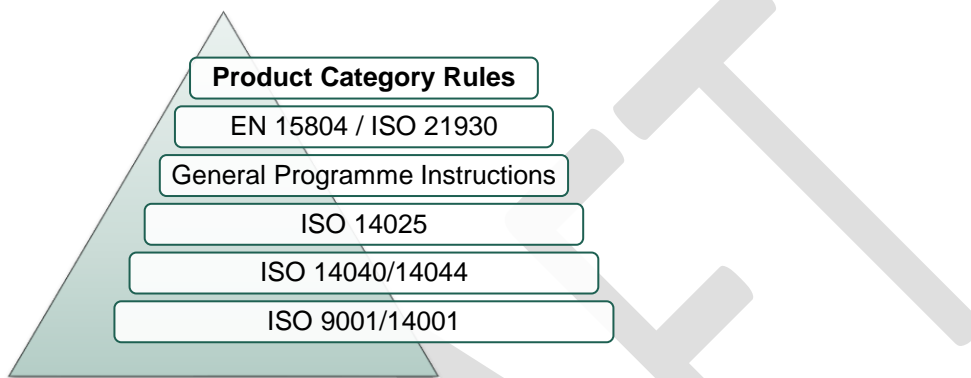 Product Category Rules
EN 15804 / ISO 21930
General Programme Instructions
ISO 14025
ISO 14040/14044
ISO 9001/14001